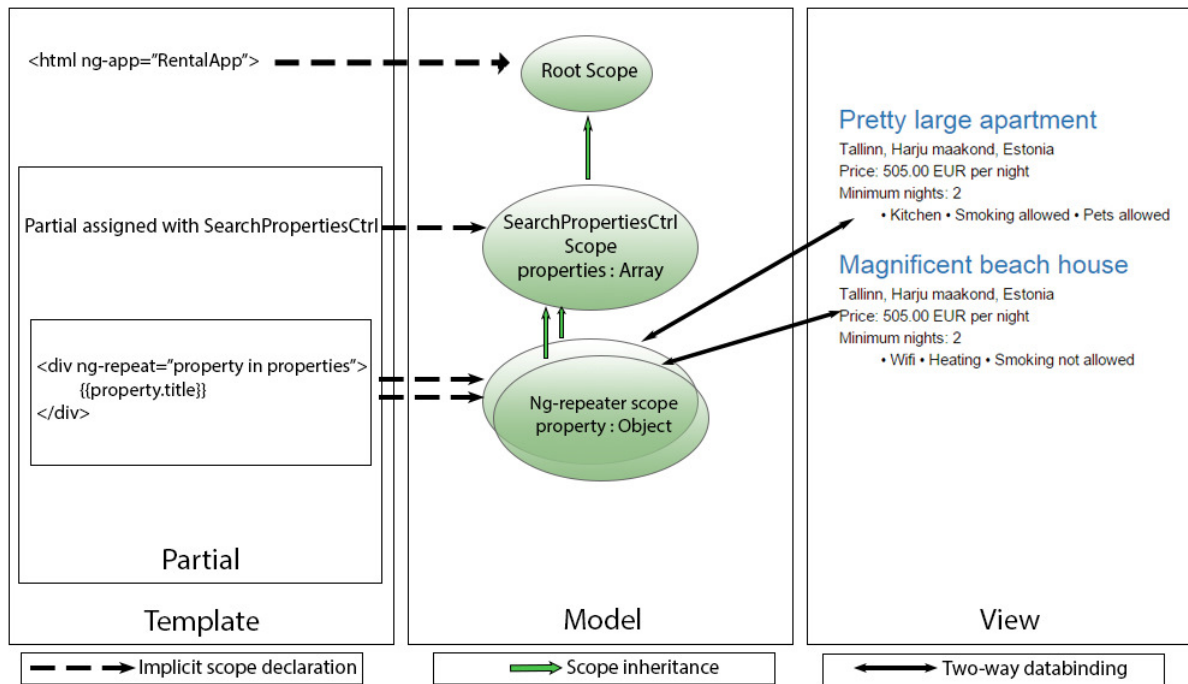 <html ng-app=”RentalApp”>
Partial assigned with SearchPropertiesCtrl
<div ng-repeat=”property in properties”>
{{property.title}}
</div>
Partial
Template
Root Scope
SearchPropertiesCtrl
Scope
properties : Array
Ng-repeater scope
property : Object
Model
Pretty large apartment
Tallinn, Harju maakond, Estonia
Price: 505.00 EUR per night
Minimum nights: 2
• Kitchen • Smoking allowed • Pets allowed
Magnificent beach house
Tallinn, Harju maakond, Estonia
Price: 505.00 EUR per night
Minimum nights: 2
• Wifi • Heating • Smoking not allowed
View
Implicit scope declaration
Scope inheritance
Two-way databinding